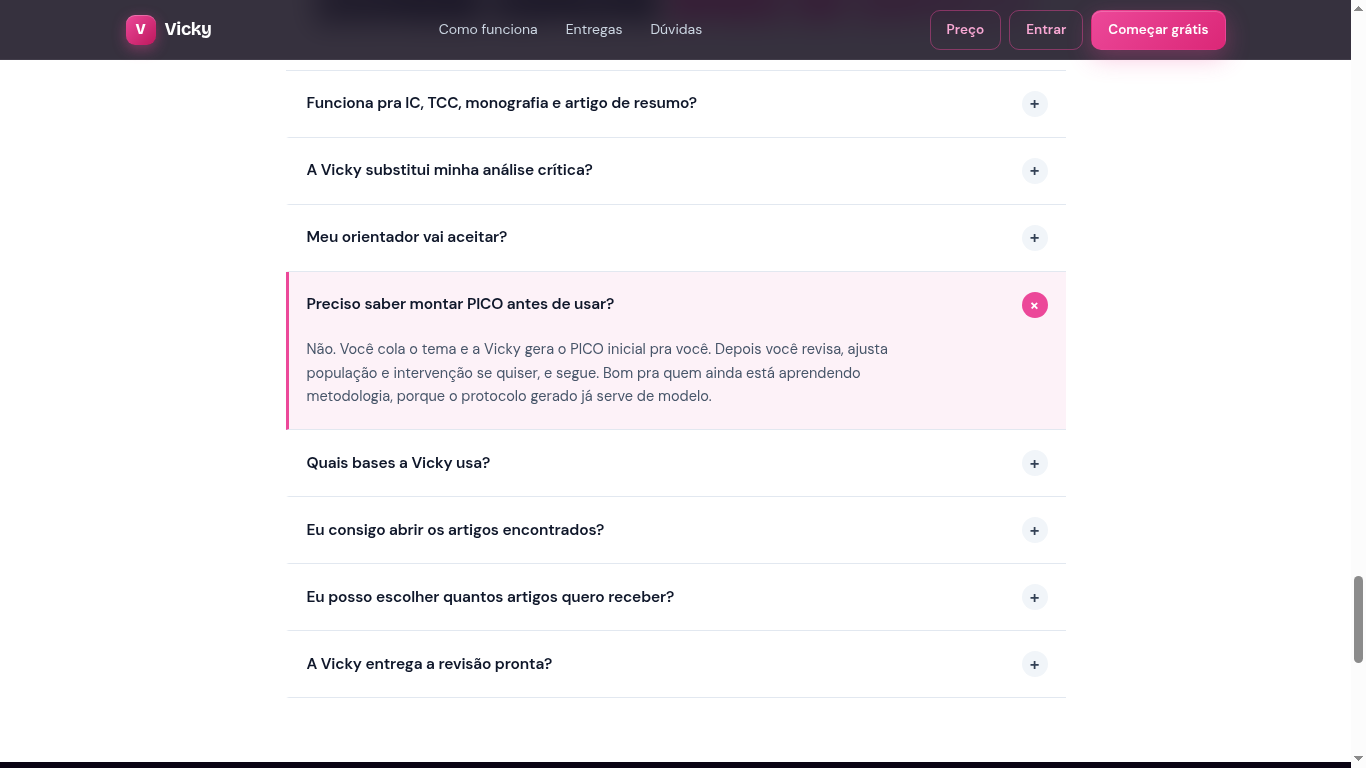 V Vicky Como funciona Entregas Dúvidas Preço Entrar Começar grátis
Funciona pra IC, TCC, monografia e artigo de resumo? +
A Vicky substitui minha análise crítica? +
Meu orientador vai aceitar? +
Preciso saber montar PICO antes de usar? ×
Não. Você cola o tema e a Vicky gera o PICO inicial pra você. Depois você revisa, ajusta
população e intervenção se quiser, e segue. Bom pra quem ainda está aprendendo
metodologia, porque o protocolo gerado já serve de modelo.
Quais bases a Vicky usa? +
Eu consigo abrir os artigos encontrados? +
Eu posso escolher quantos artigos quero receber? +
A Vicky entrega a revisão pronta? +